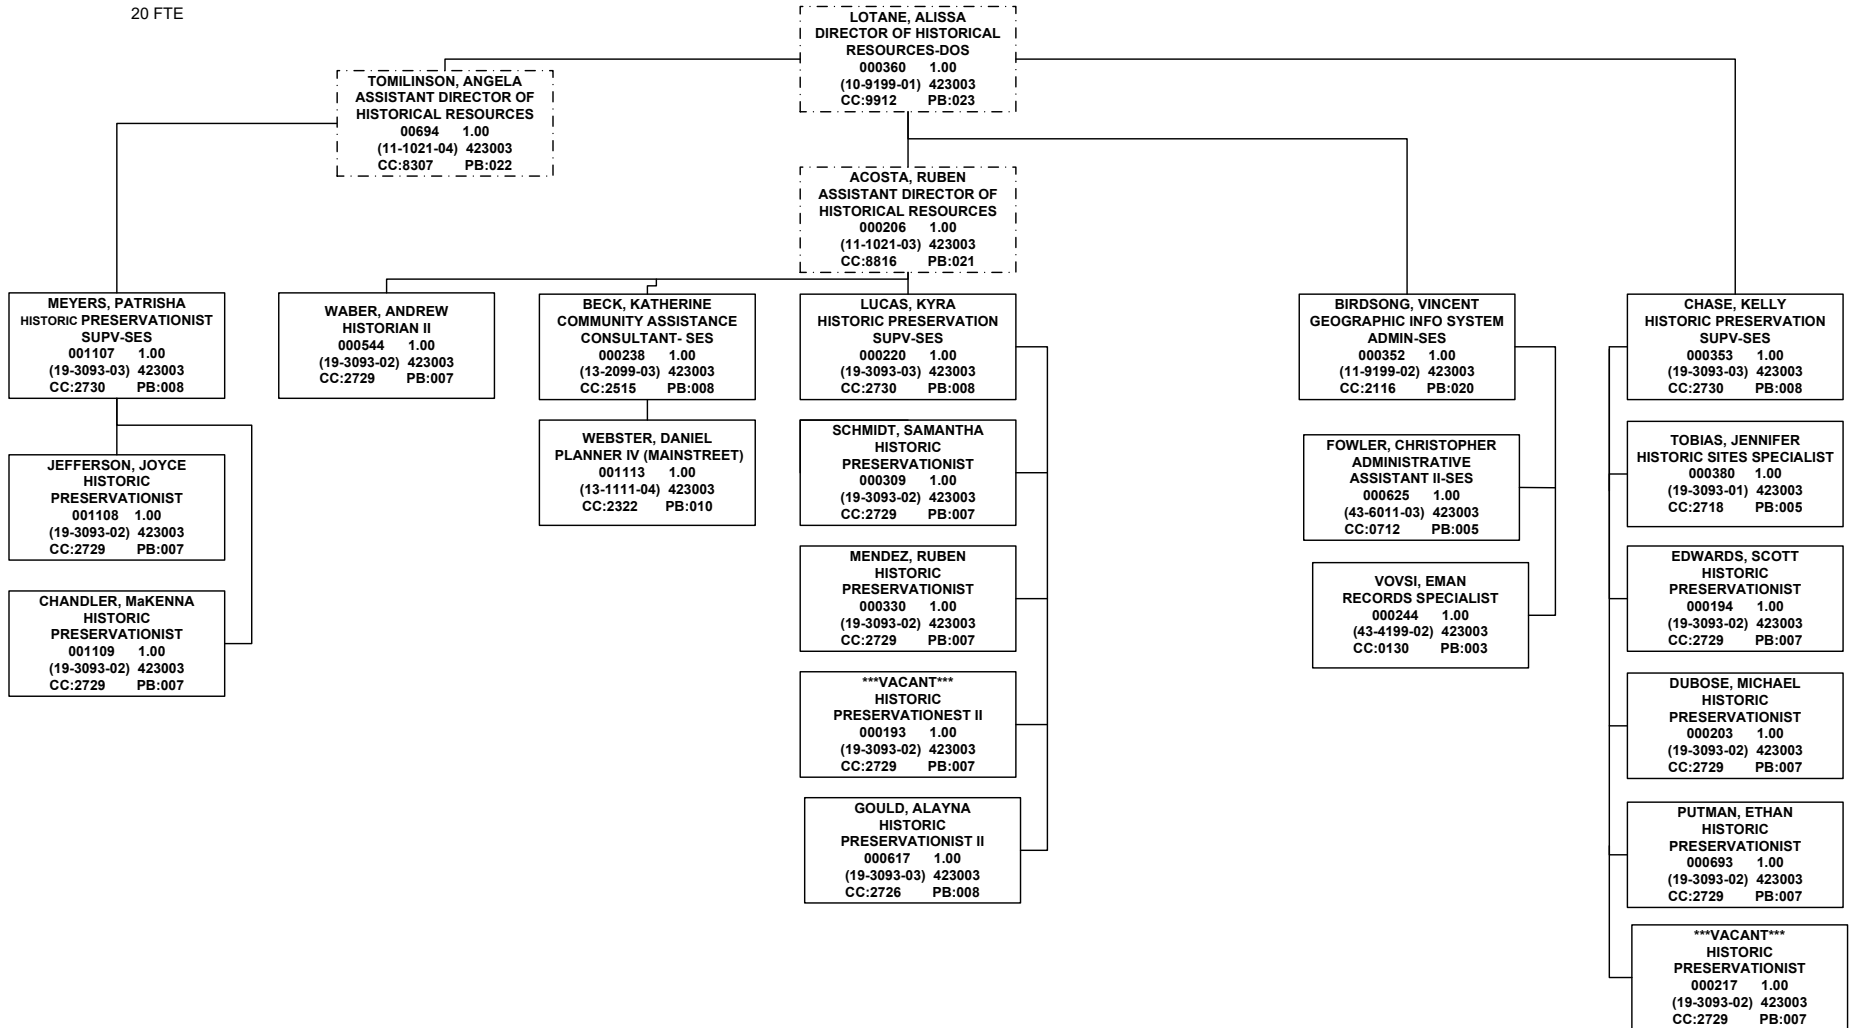 20 FTE
LOTANE, ALISSA
DIRECTOR OF HISTORICAL
RESOURCES-DOS
000360 1.00
(10-9199-01) 423003
CC:9912 PB:023
TOMILINSON, ANGELA
ASSISTANT DIRECTOR OF
HISTORICAL RESOURCES
00694 1.00
(11-1021-04) 423003
CC:8307 PB:022
ACOSTA, RUBEN
ASSISTANT DIRECTOR OF
HISTORICAL RESOURCES
000206 1.00
(11-1021-03) 423003
CC:8816 PB:021
MEYERS, PATRISHA
HISTORIC PRESERVATIONIST
SUPV-SES
001107 1.00
(19-3093-03) 423003
CC:2730 PB:008
JEFFERSON, JOYCE
HISTORIC
PRESERVATIONIST
001108 1.00
(19-3093-02) 423003
CC:2729 PB:007
CHANDLER, MaKENNA
HISTORIC
PRESERVATIONIST
001109 1.00
(19-3093-02) 423003
CC:2729 PB:007
WABER, ANDREW
HISTORIAN II
000544 1.00
(19-3093-02) 423003
CC:2729 PB:007
BECK, KATHERINE
COMMUNITY ASSISTANCE
CONSULTANT- SES
000238 1.00
(13-2099-03) 423003
CC:2515 PB:008
WEBSTER, DANIEL
PLANNER IV (MAINSTREET)
001113 1.00
(13-1111-04) 423003
CC:2322 PB:010
LUCAS, KYRA
HISTORIC PRESERVATION
SUPV-SES
000220 1.00
(19-3093-03) 423003
CC:2730 PB:008
SCHMIDT, SAMANTHA
HISTORIC
PRESERVATIONIST
000309 1.00
(19-3093-02) 423003
CC:2729 PB:007
MENDEZ, RUBEN
HISTORIC
PRESERVATIONIST
000330 1.00
(19-3093-02) 423003
CC:2729 PB:007
***VACANT***
HISTORIC
PRESERVATIONEST II
000193 1.00
(19-3093-02) 423003
CC:2729 PB:007
GOULD, ALAYNA
HISTORIC
PRESERVATIONIST II
000617 1.00
(19-3093-03) 423003
CC:2726 PB:008
BIRDSONG, VINCENT
GEOGRAPHIC INFO SYSTEM
ADMIN-SES
000352 1.00
(11-9199-02) 423003
CC:2116 PB:020
FOWLER, CHRISTOPHER
ADMINISTRATIVE
ASSISTANT II-SES
000625 1.00
(43-6011-03) 423003
CC:0712 PB:005
VOVSI, EMAN
RECORDS SPECIALIST
000244 1.00
(43-4199-02) 423003
CC:0130 PB:003
CHASE, KELLY
HISTORIC PRESERVATION
SUPV-SES
000353 1.00
(19-3093-03) 423003
CC:2730 PB:008
TOBIAS, JENNIFER
HISTORIC SITES SPECIALIST
000380 1.00
(19-3093-01) 423003
CC:2718 PB:005
EDWARDS, SCOTT
HISTORIC
PRESERVATIONIST
000194 1.00
(19-3093-02) 423003
CC:2729 PB:007
DUBOSE, MICHAEL
HISTORIC
PRESERVATIONIST
000203 1.00
(19-3093-02) 423003
CC:2729 PB:007
PUTMAN, ETHAN
HISTORIC
PRESERVATIONIST
000693 1.00
(19-3093-02) 423003
CC:2729 PB:007
***VACANT***
HISTORIC
PRESERVATIONIST
000217 1.00
(19-3093-02) 423003
CC:2729 PB:007